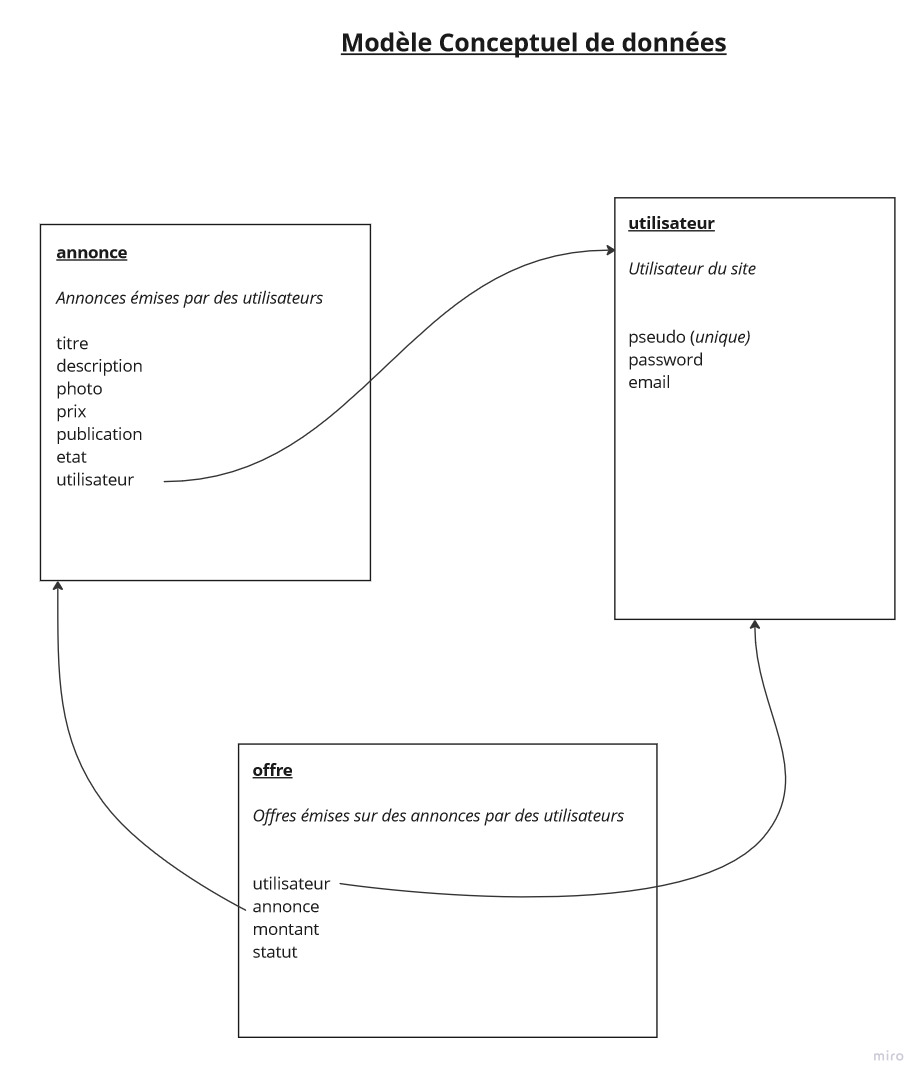 Modèle Conceptuel de données
annonce
Annonces émises par des utilisateurs
titre
description
photo
prix
publication
etat
utilisateur
utilisateur
Utilisateur du site
pseudo (unique)
password
email
offre
Offres émises sur des annonces par des utilisateurs
utilisateur
annonce
montant
statut
miro